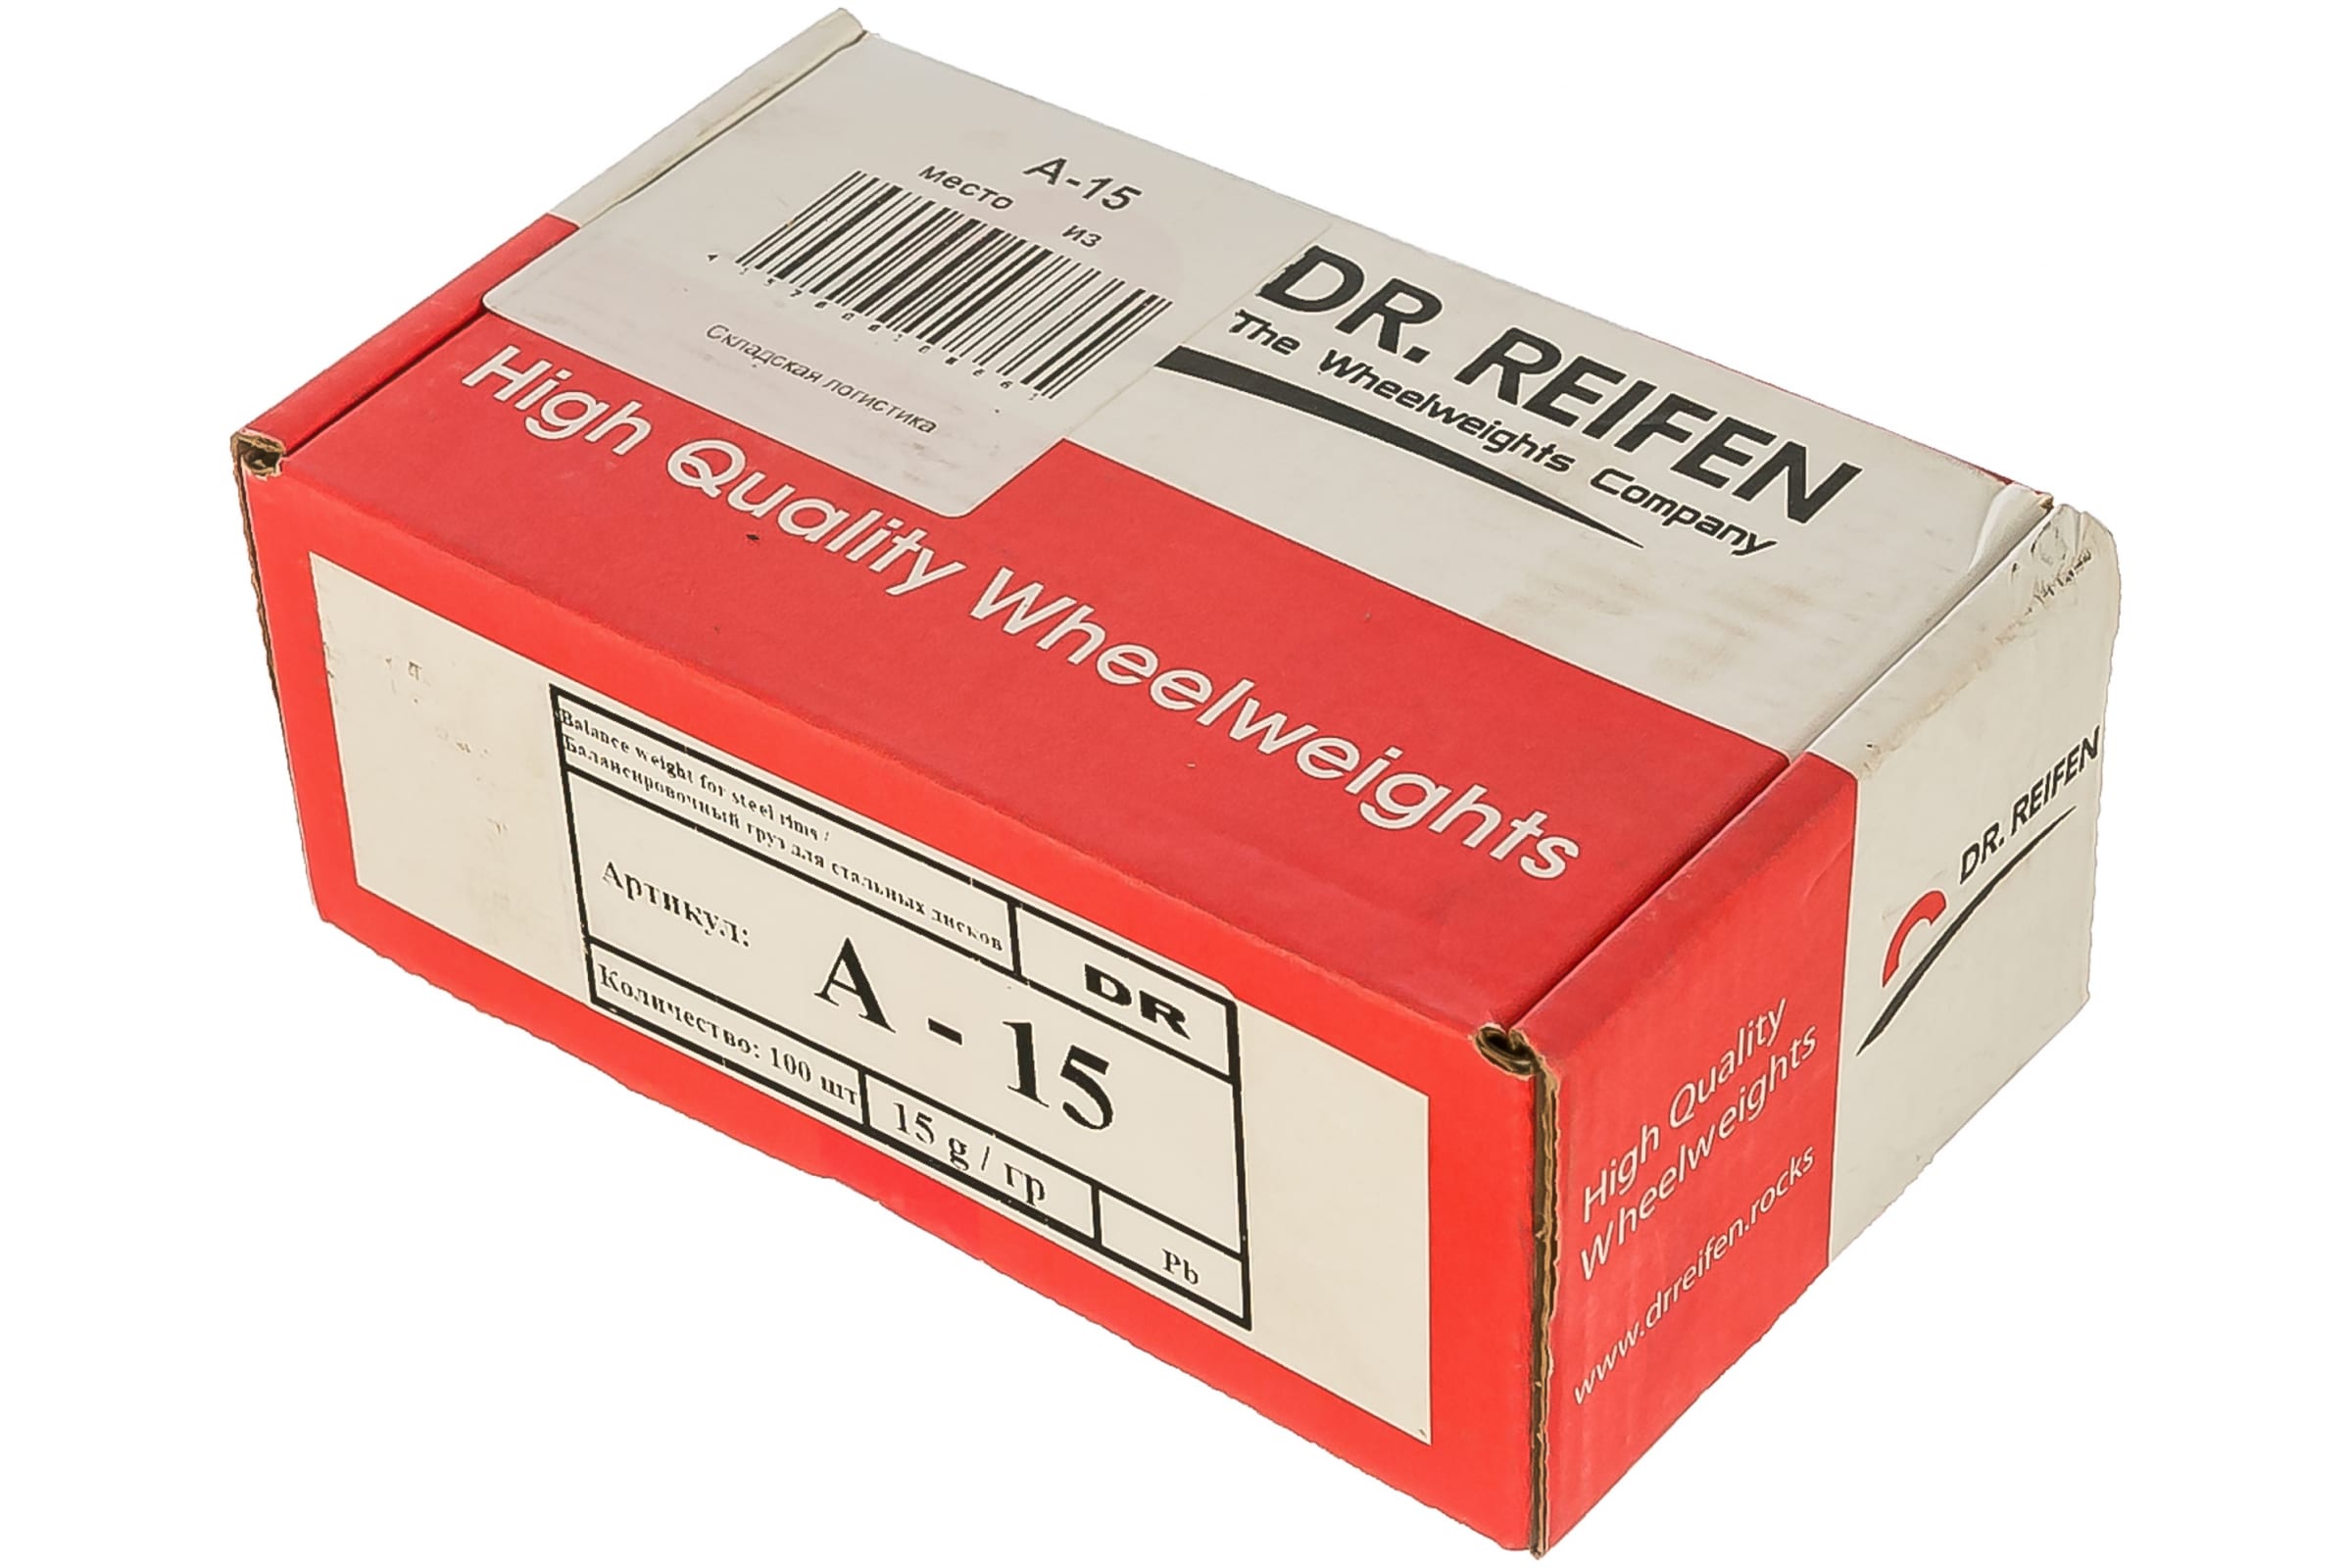 А-15
место
из
Складская логистика
DR. REIFEN
The Wheelweights Company
High Quality Wheelweights
Balance weight for steel rims /
Балансировочный груз для стальных дисков
DR
Артикул:
A - 15
Количество: 100 шт
15 g / гр
Pb
DR. REIFEN
High Quality
Wheelweights
www.drreifen.rocks